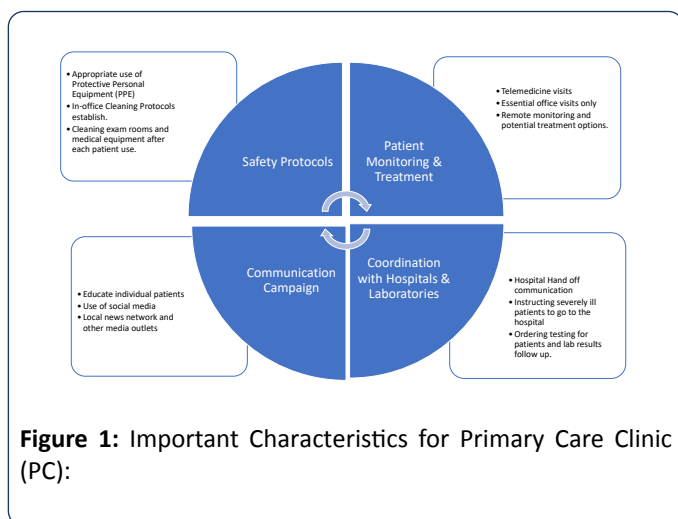 • Appropriate use of
Protective Personal
Equipment (PPE)
• In-office Cleaning Protocols
establish.
• Cleaning exam rooms and
medical equipment after
each patient use.
Safety Protocols
Patient
Monitoring &
Treatment
• Telemedicine visits
• Essential office visits only
• Remote monitoring and
potential treatment options.
• Educate individual patients
• Use of social media
• Local news network and
other media outlets
Communication
Campaign
Coordination
with Hospitals &
Laboratories
• Hospital Hand off
communication
• Instructing severely ill
patients to go to the
hospital
• Ordering testing for
patients and lab results
follow up.
Figure 1: Important Characteristics for Primary Care Clinic
(PC):